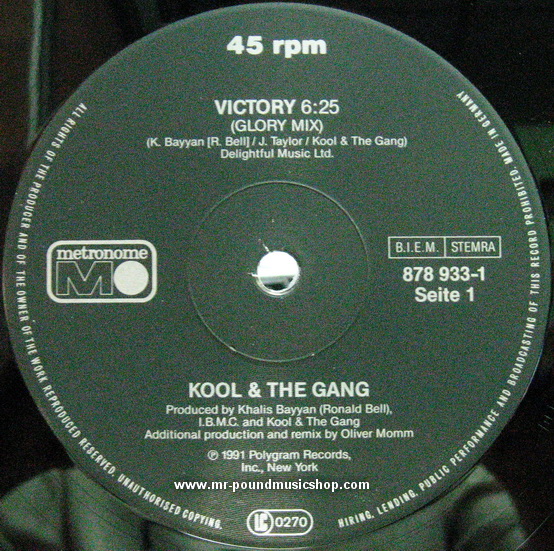 45 rpm
VICTORY 6:25
(GLORY MIX)
(K. Bayyan [R. Bell] / J. Taylor / Kool & The Gang)
Delightful Music Ltd.
metronome
M
B.I.E.M. STEMRA
878 933-1
Seite 1
KOOL & THE GANG
Produced by Khalis Bayyan (Ronald Bell),
I.B.M.C. and Kool & The Gang
Additional production and remix by Oliver Momm
℗ 1991 Polygram Records,
Inc., New York
www.mr-poundmusicshop.com
LC 0270
ALL RIGHTS OF THE PRODUCER AND OF THE OWNER OF THE WORK REPRODUCED RESERVED. UNAUTHORISED COPYING, HIRING, LENDING, PUBLIC PERFORMANCE AND BROADCASTING OF THIS RECORD PROHIBITED. MADE IN GERMANY